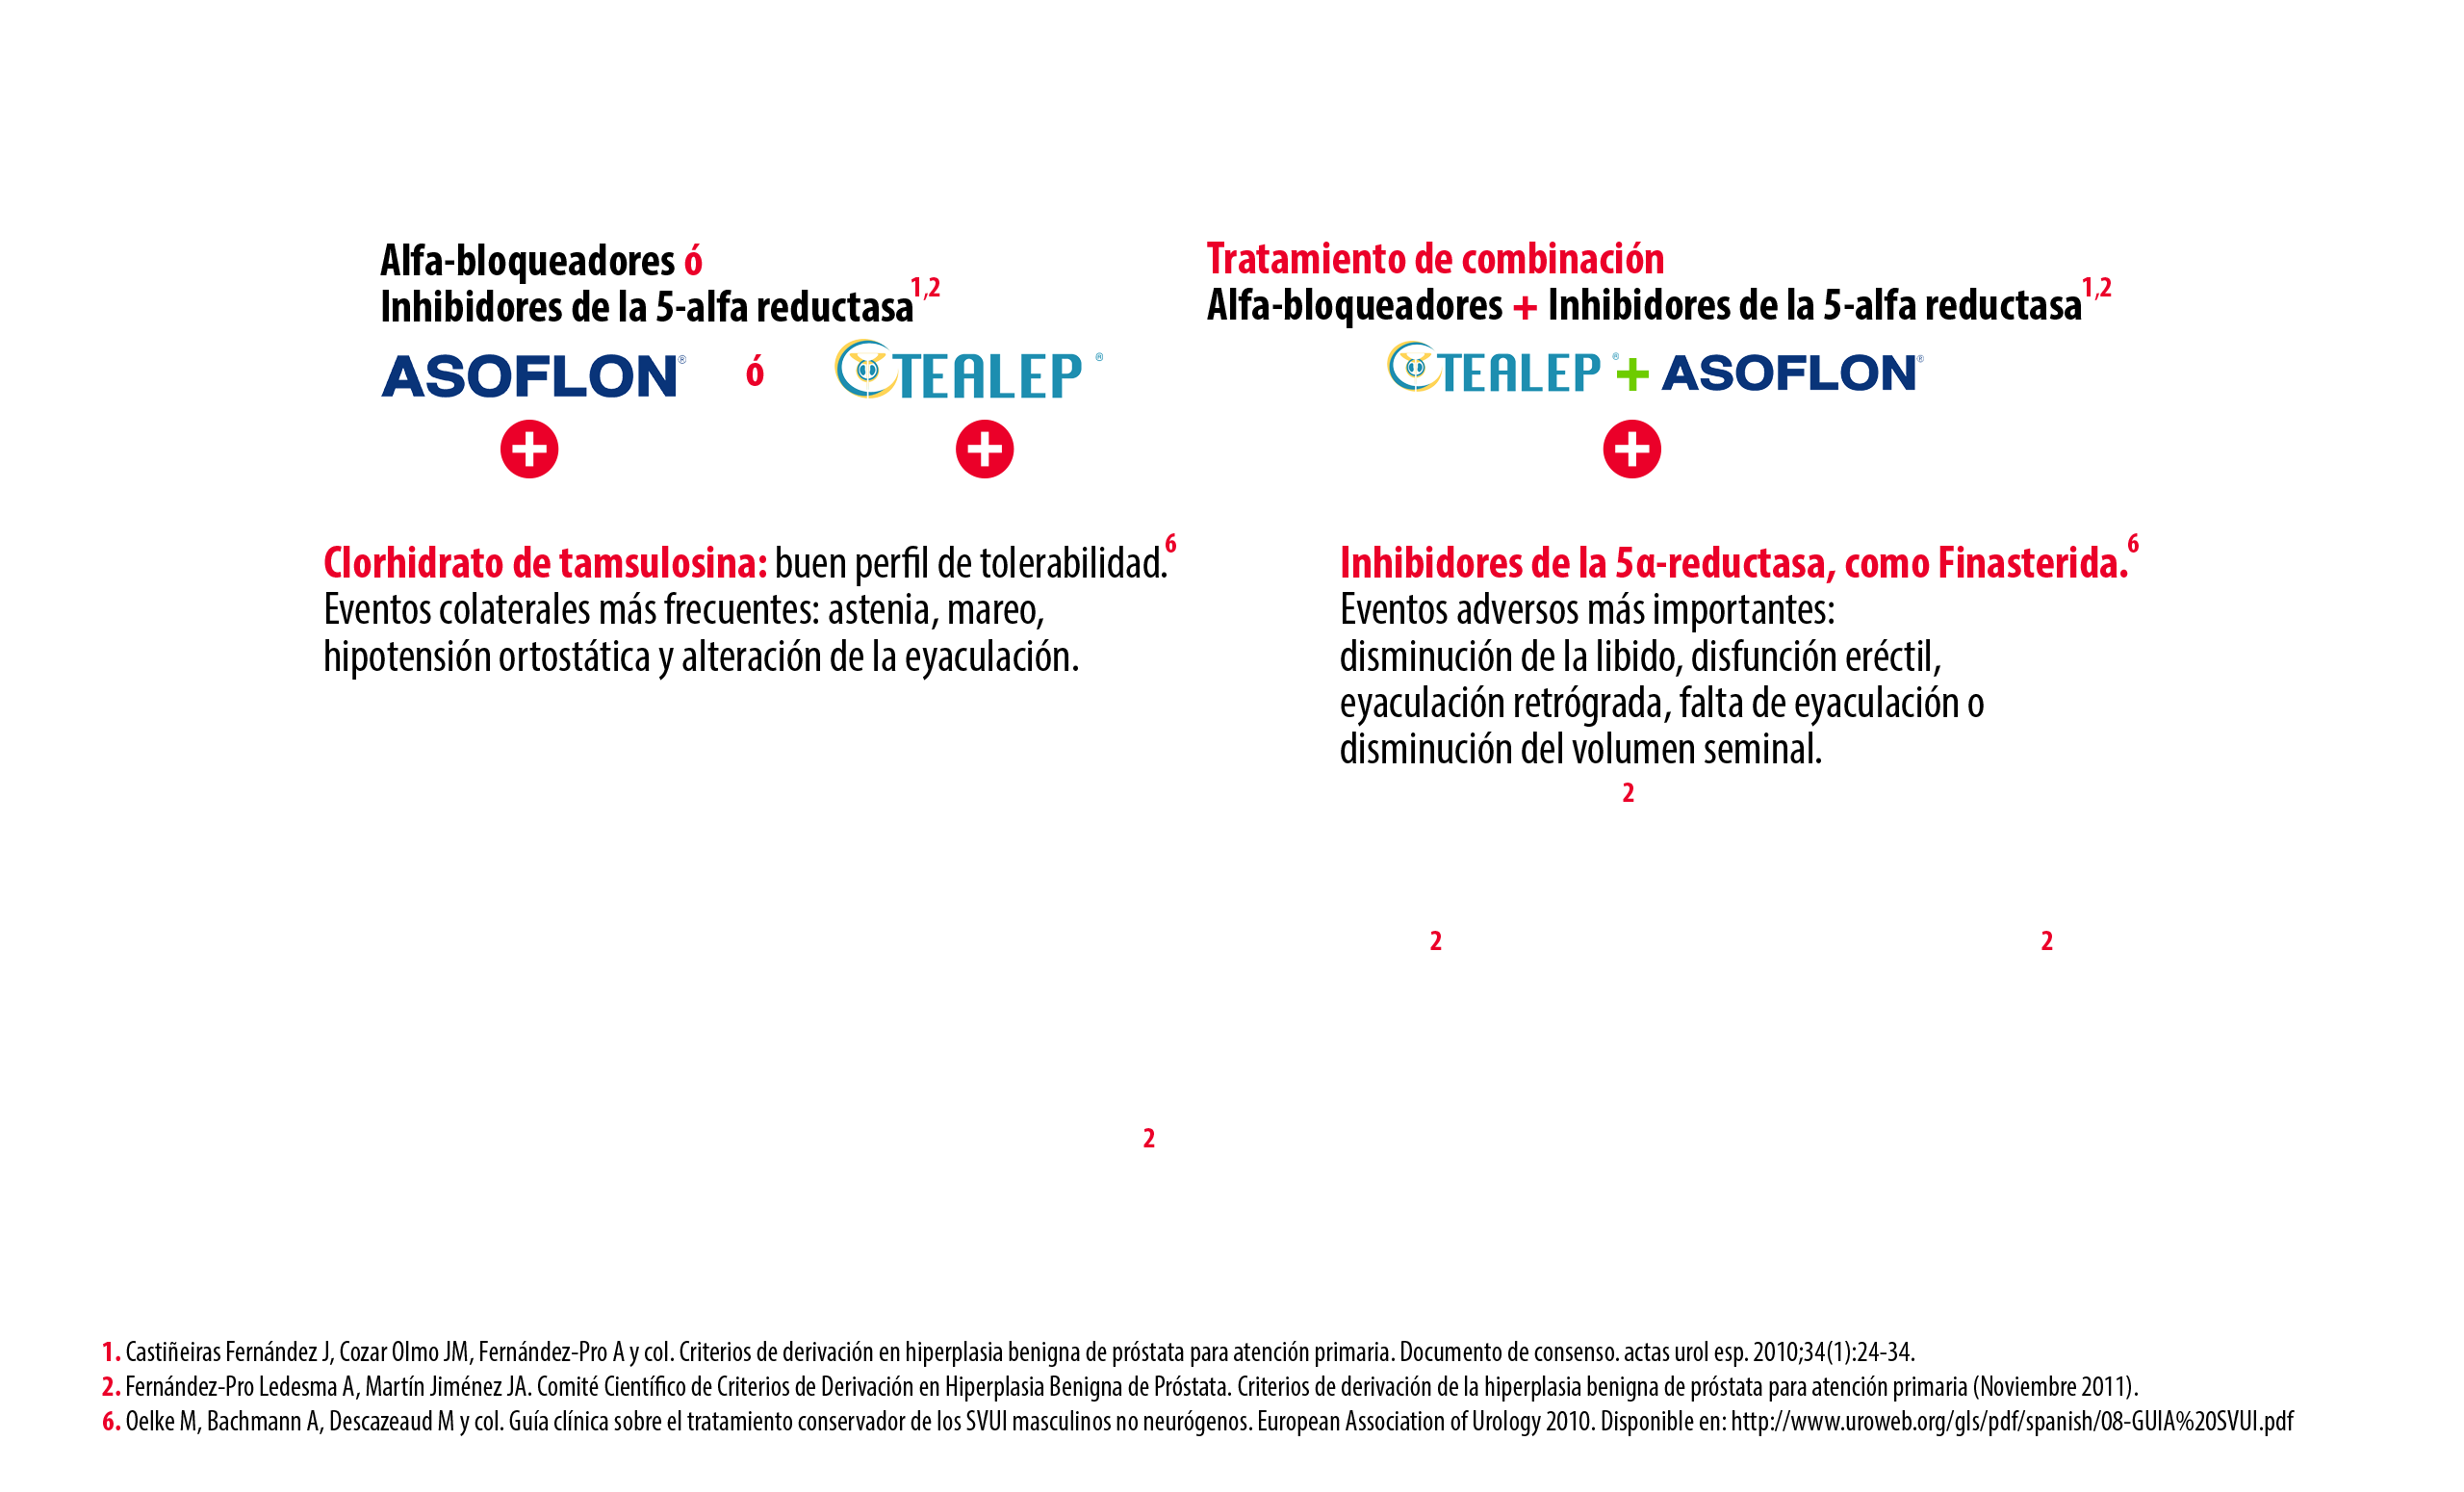 Alfa-bloqueadores ó
Inhibidores de la 5-alfa reductasa1,2
ASOFLON® ó TEALEP®
Tratamiento de combinación
Alfa-bloqueadores + Inhibidores de la 5-alfa reductasa1,2
TEALEP® + ASOFLON®
Clorhidrato de tamsulosina: buen perfil de tolerabilidad.6
Eventos colaterales más frecuentes: astenia, mareo,
hipotensión ortostática y alteración de la eyaculación.
Inhibidores de la 5α-reductasa, como Finasterida.6
Eventos adversos más importantes:
disminución de la libido, disfunción eréctil,
eyaculación retrógrada, falta de eyaculación o
disminución del volumen seminal.
2
2 2
2
1. Castiñeiras Fernández J, Cozar Olmo JM, Fernández-Pro A y col. Criterios de derivación en hiperplasia benigna de próstata para atención primaria. Documento de consenso. actas urol esp. 2010;34(1):24-34.
2. Fernández-Pro Ledesma A, Martín Jiménez JA. Comité Científico de Criterios de Derivación en Hiperplasia Benigna de Próstata. Criterios de derivación de la hiperplasia benigna de próstata para atención primaria (Noviembre 2011).
6. Oelke M, Bachmann A, Descazeaud M y col. Guía clínica sobre el tratamiento conservador de los SVUI masculinos no neurógenos. European Association of Urology 2010. Disponible en: http://www.uroweb.org/gls/pdf/spanish/08-GUIA%20SVUI.pdf